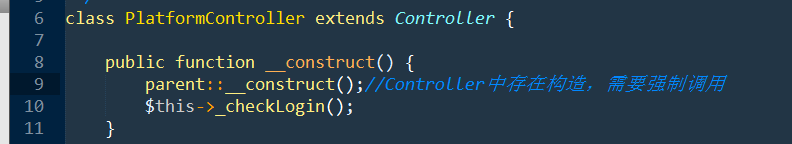 6 class PlatformController extends Controller {
7
8 public function __construct() {
9 parent::__construct();//Controller中存在构造，需要强制调用
10 $this->_checkLogin();
11 }